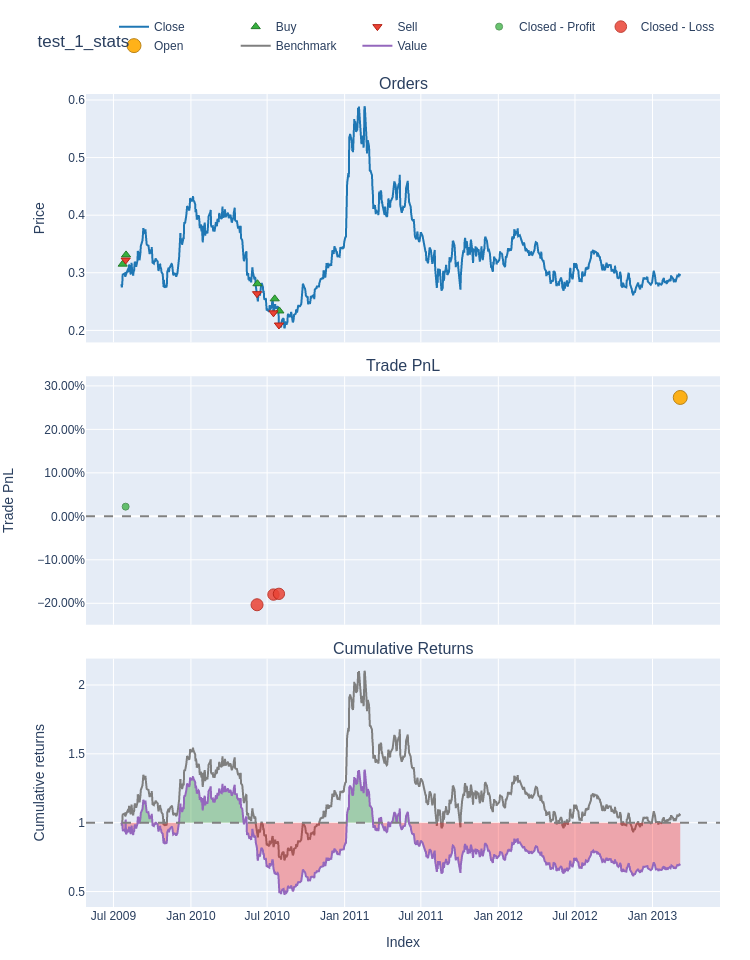 test_1_stats
Close
Buy
Sell
Closed - Profit
Closed - Loss
Open
Benchmark
Value
Orders
0.6
0.5
0.4
0.3
0.2
Price
Trade PnL
30.00%
20.00%
10.00%
0.00%
−10.00%
−20.00%
Trade PnL
Cumulative Returns
2
1.5
1
0.5
Cumulative returns
Jul 2009 Jan 2010 Jul 2010 Jan 2011 Jul 2011 Jan 2012 Jul 2012 Jan 2013
Index